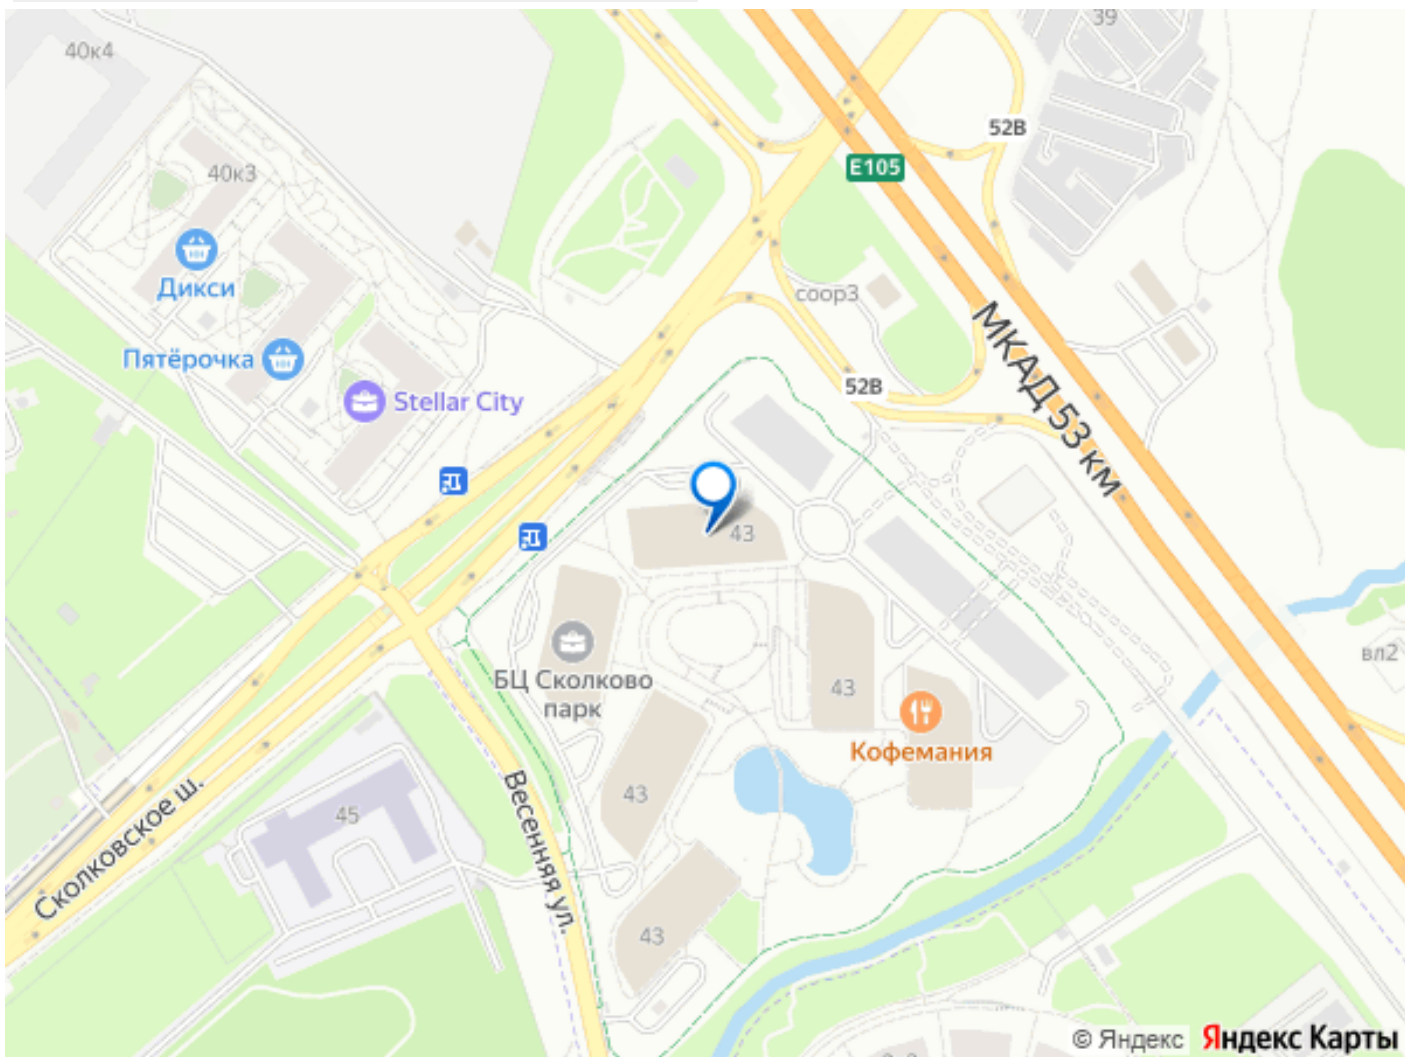 39
40к4
52В
E105
40к3
Дикси
соор3
МКАД 53 км
Пятёрочка
52В
Stellar City
43
вл2
БЦ Сколково
парк
43
Кофемания
43
45
Сколковское ш.
Весенняя ул.
43
© Яндекс
Яндекс Карты